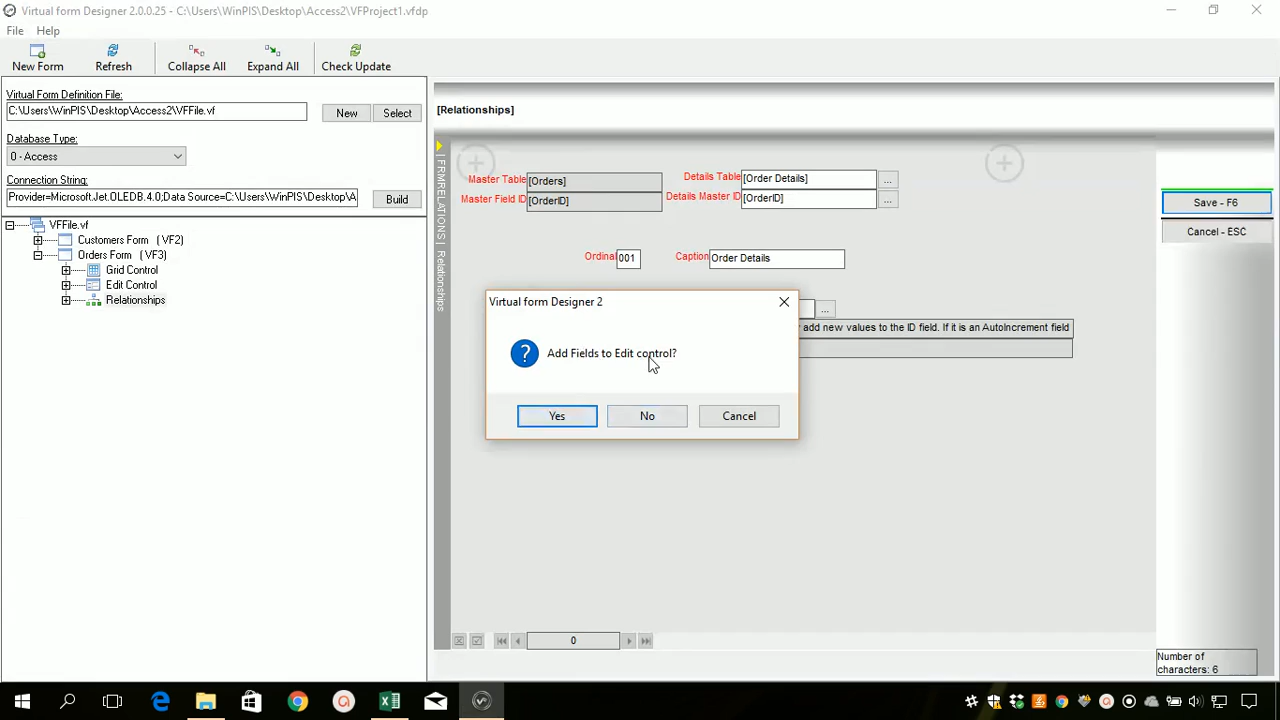 Virtual form Designer 2.0.0.25 - C:\Users\WinPIS\Desktop\Access2\VFProject1.vfdp
File Help
New Form Refresh Collapse All Expand All Check Update
Virtual Form Definition File:
C:\Users\WinPIS\Desktop\Access2\VFFile.vf
New Select
Database Type:
0 - Access
Connection String:
Provider=Microsoft.Jet.OLEDB.4.0;Data Source=C:\Users\WinPIS\Desktop\A
Build
VFFile.vf
Customers Form (VF2)
Orders Form (VF3)
Grid Control
Edit Control
Relationships
[Relationships]
| FRMRELATIONS | Relationships
Master Table [Orders]
Details Table [Order Details] ...
Master Field ID [OrderID]
Details Master ID [OrderID] ...
Ordinal 001
Caption Order Details
...
add new values to the ID field. If it is an AutoIncrement field
Virtual form Designer 2
Add Fields to Edit control?
Yes No Cancel
0
Save - F6
Cancel - ESC
Number of
characters: 6